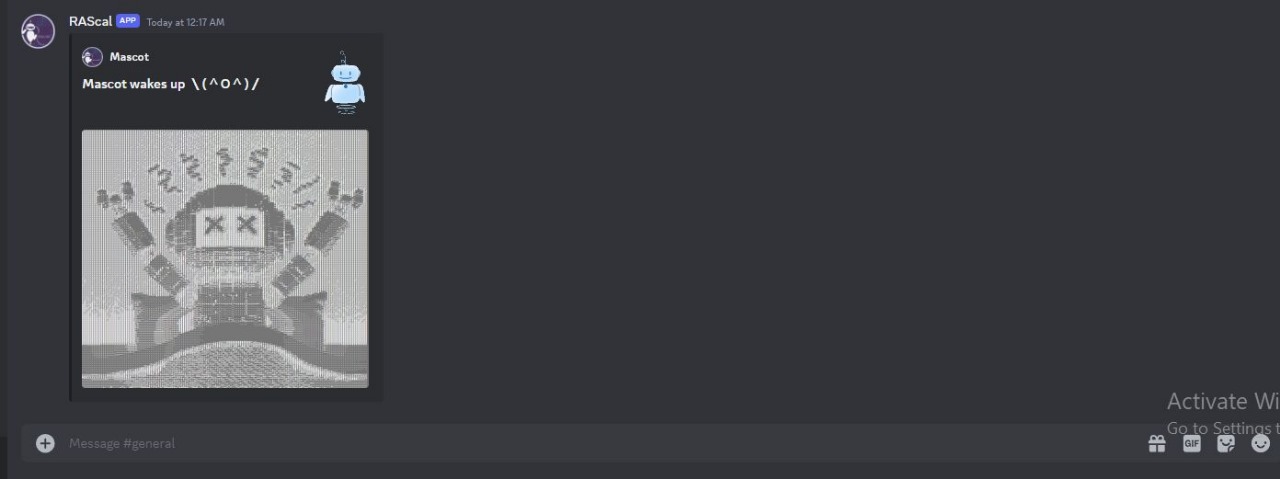 RAScal APP Today at 12:17 AM
Mascot
Mascot wakes up \(^O^)/
Message #general
GIF
Activate Wi
Go to Settings t